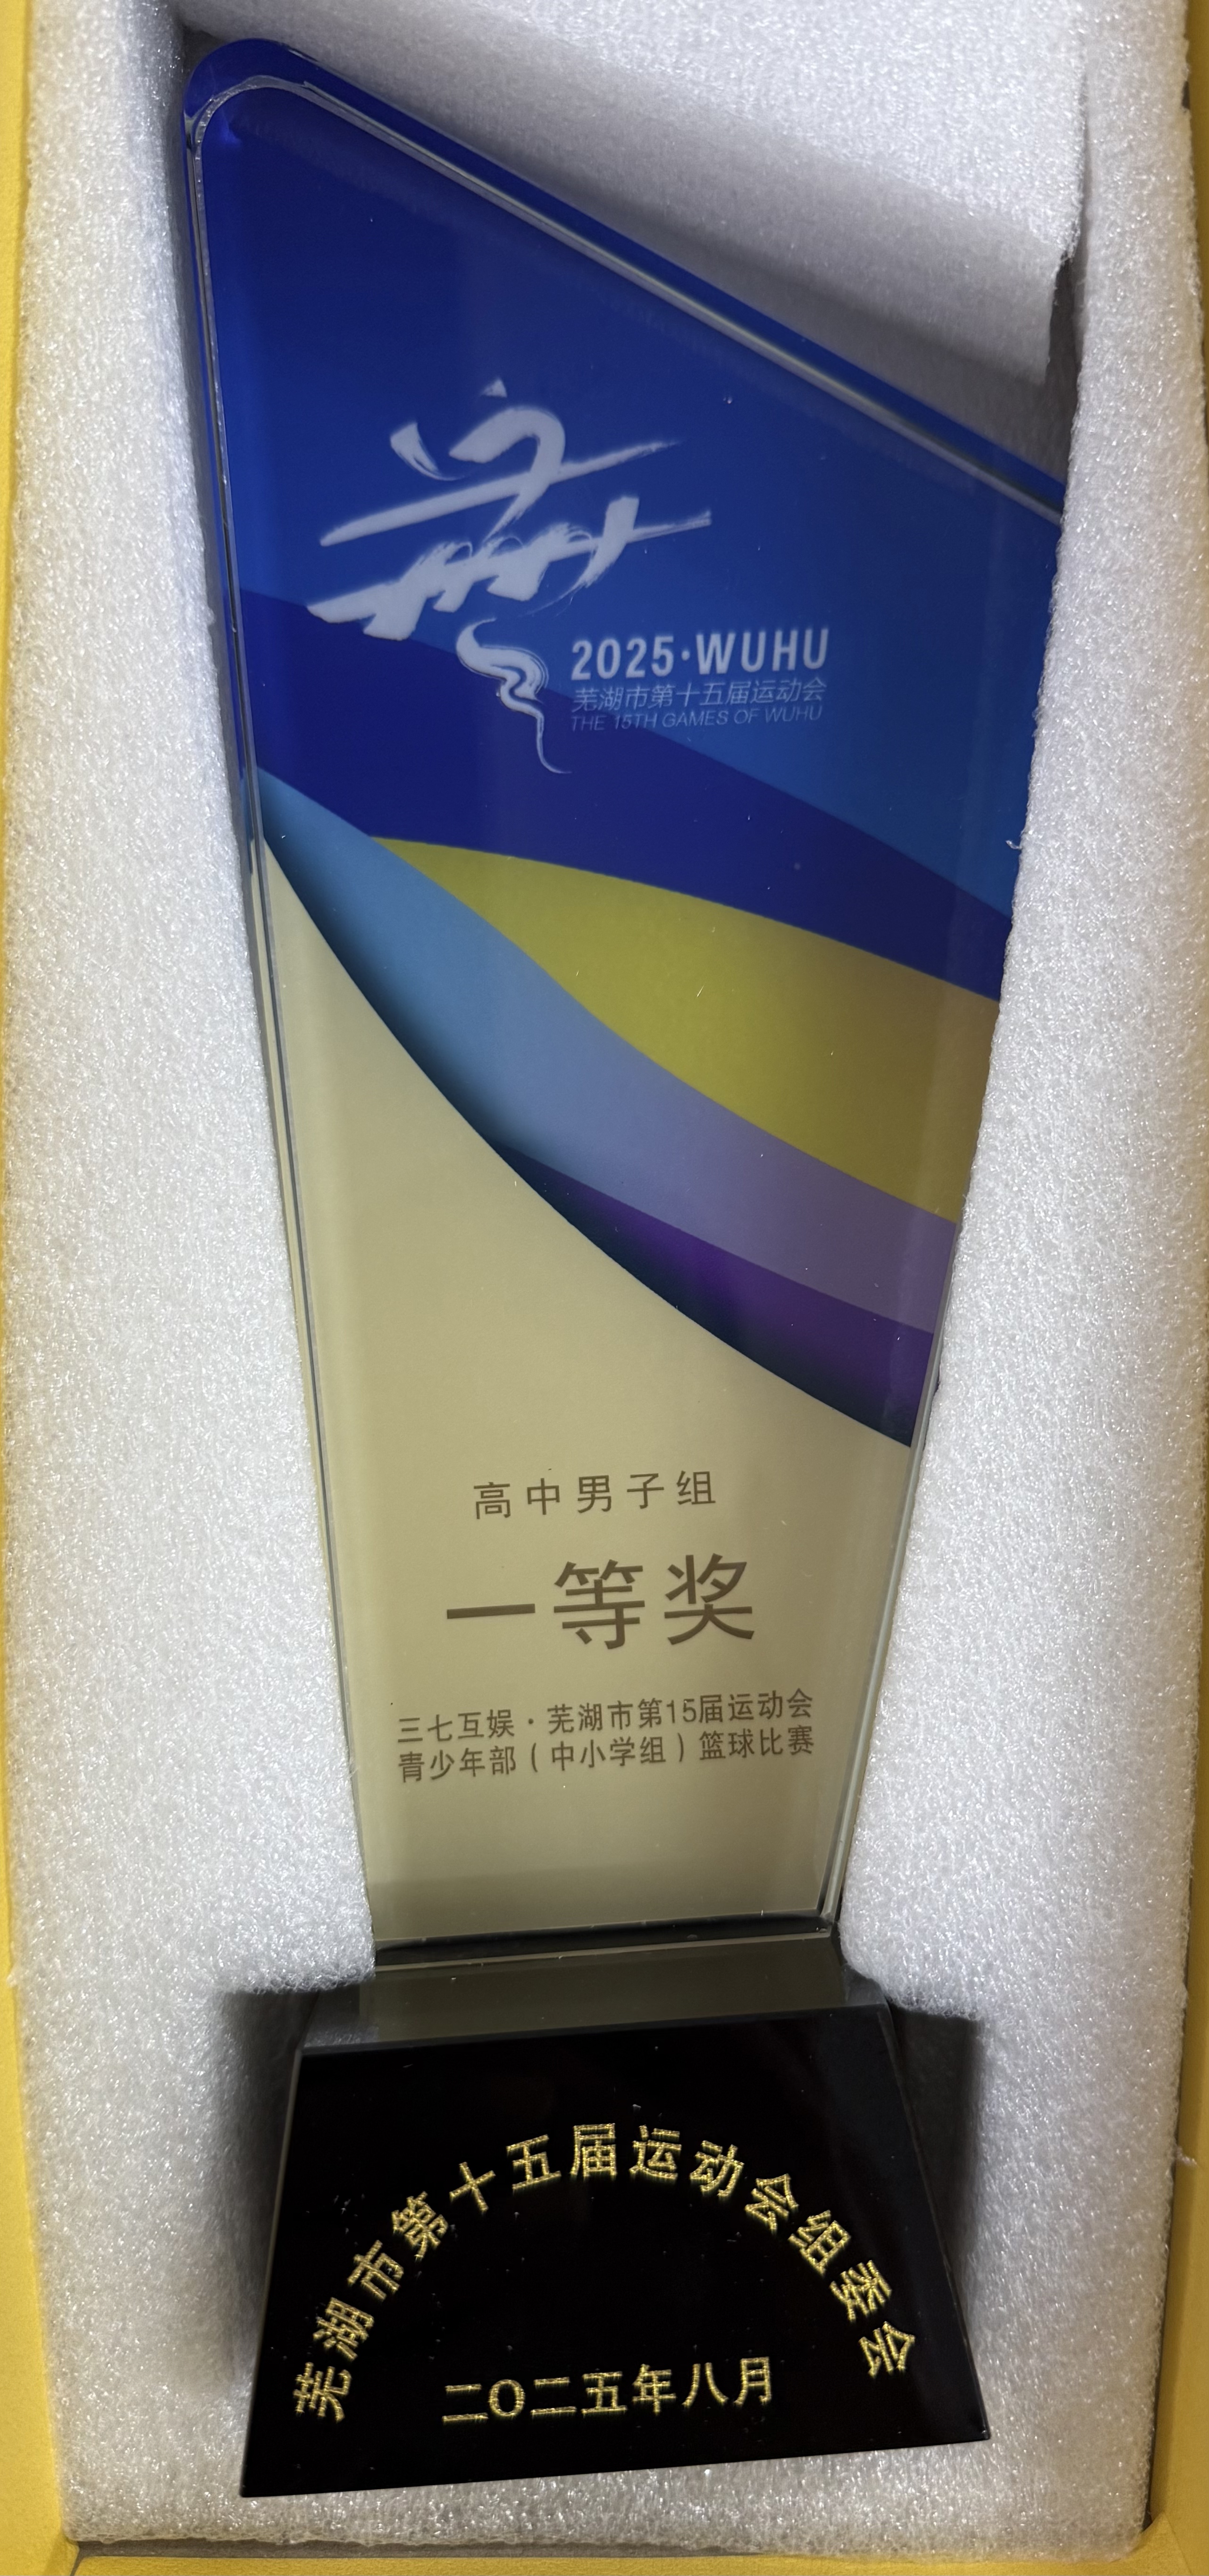 2025·WUHU
芜湖市第十五届运动会
THE 15TH GAMES OF WUHU
高中男子组
一等奖
三七互娱·芜湖市第15届运动会
青少年部（中小学组）篮球比赛
芜湖市第十五届运动会组委会
二〇二五年八月